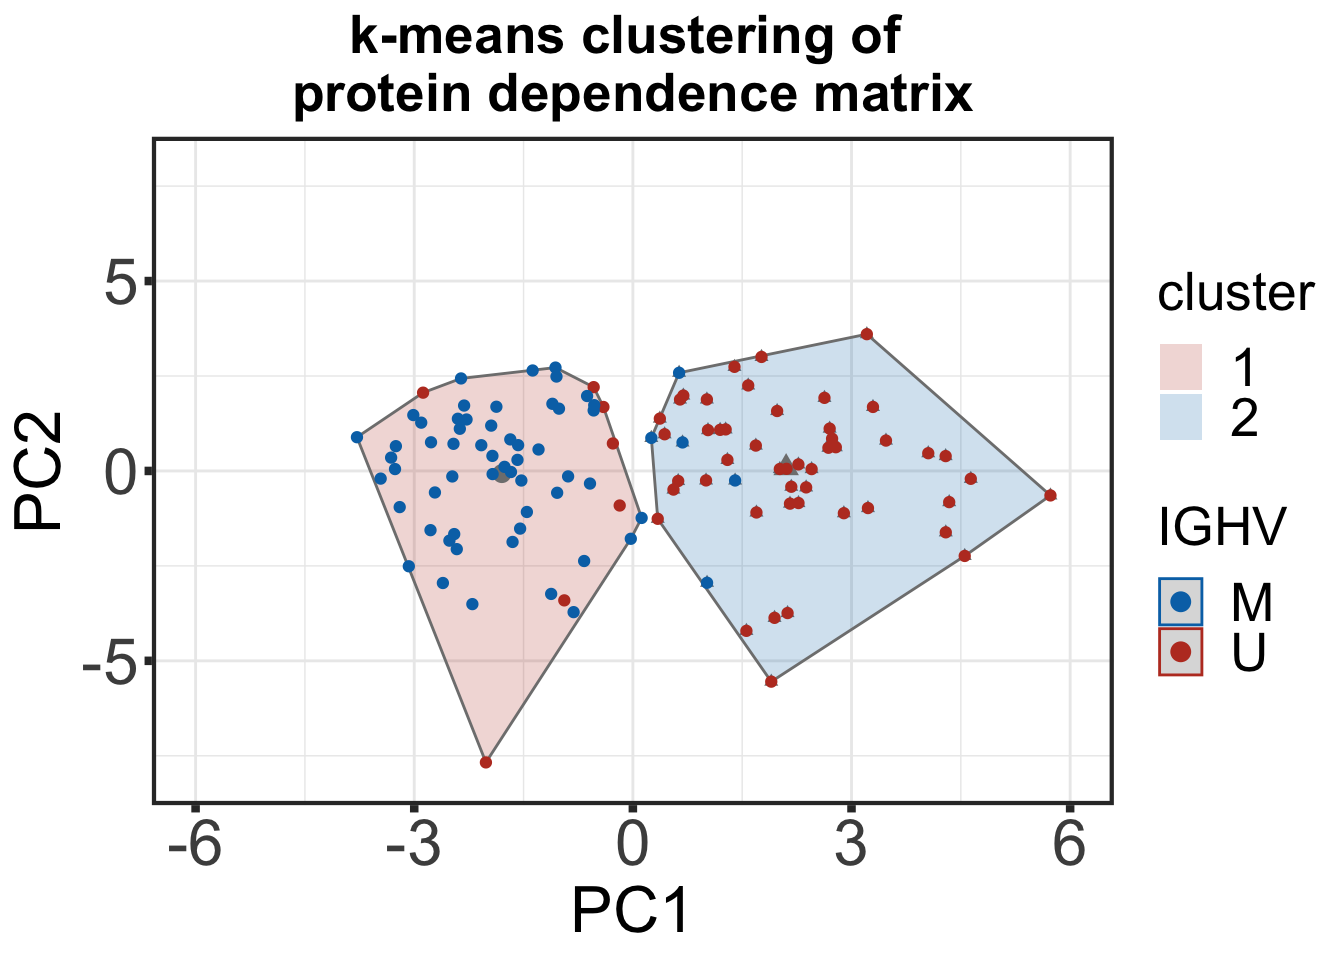 k-means clustering of
protein dependence matrix
PC2
5
0
-5
-6
-3
0
3
6
PC1
cluster
1
2
IGHV
M
U